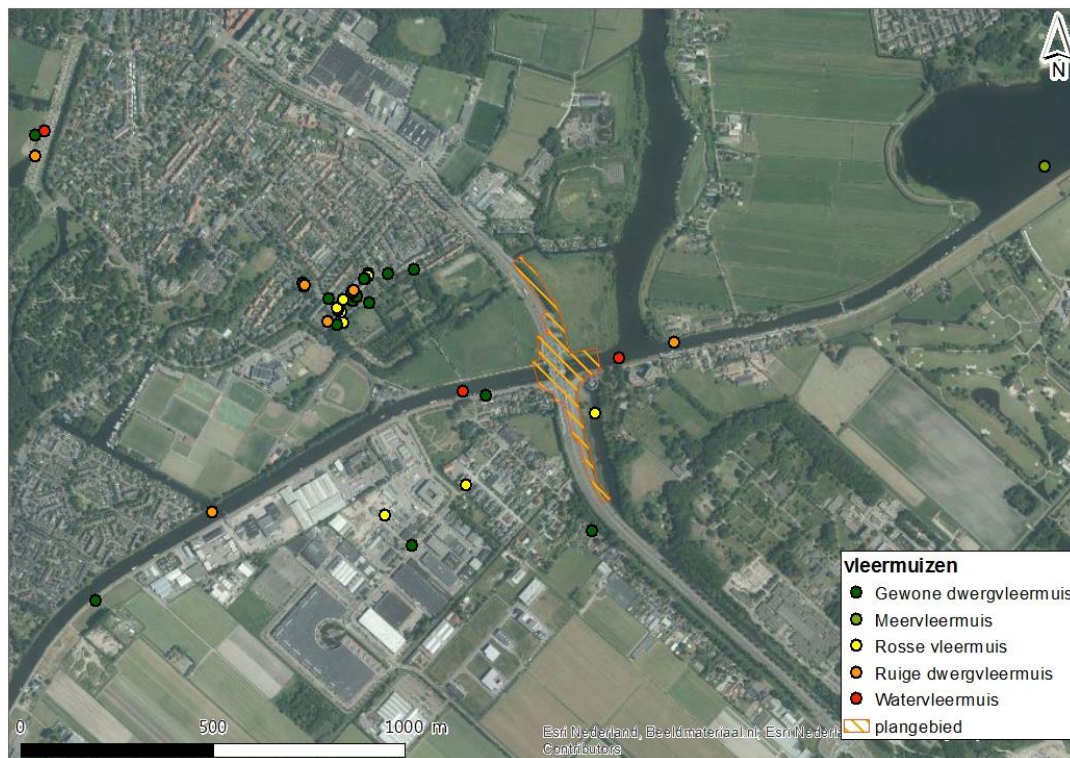 N
vleermuizen
Gewone dwergvleermuis
Meervleermuis
Rosse vleermuis
Ruige dwergvleermuis
Watervleermuis
plangebied
0 500 1000 m
Esri Nederland, Beeldmateriaal.nl; Esri Nederl
Contributors